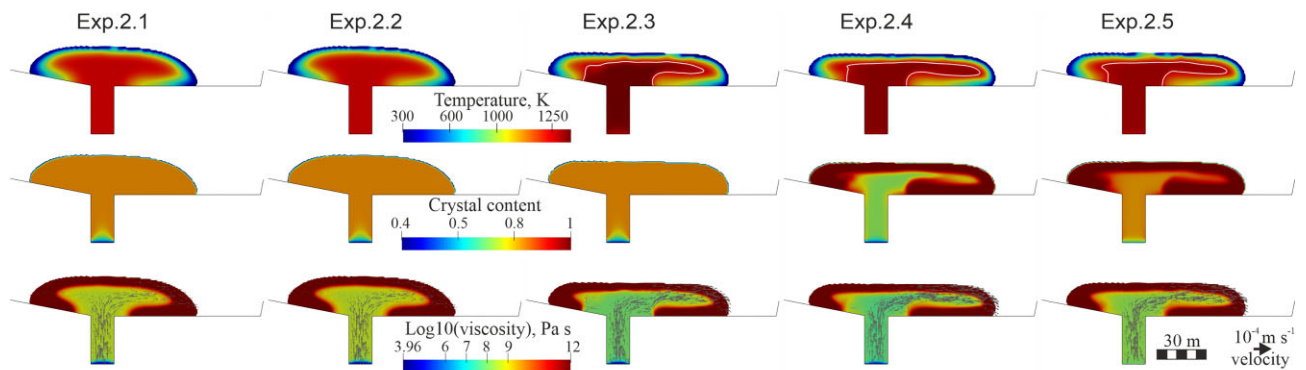 Exp.2.1 Exp.2.2 Exp.2.3 Exp.2.4 Exp.2.5
Temperature, K
300 600 1000 1250
Crystal content
0.4 0.5 0.8 1
Log10(viscosity), Pa s
3.96 6 7 8 9 12
30 m
10⁻⁴ m s⁻¹
velocity